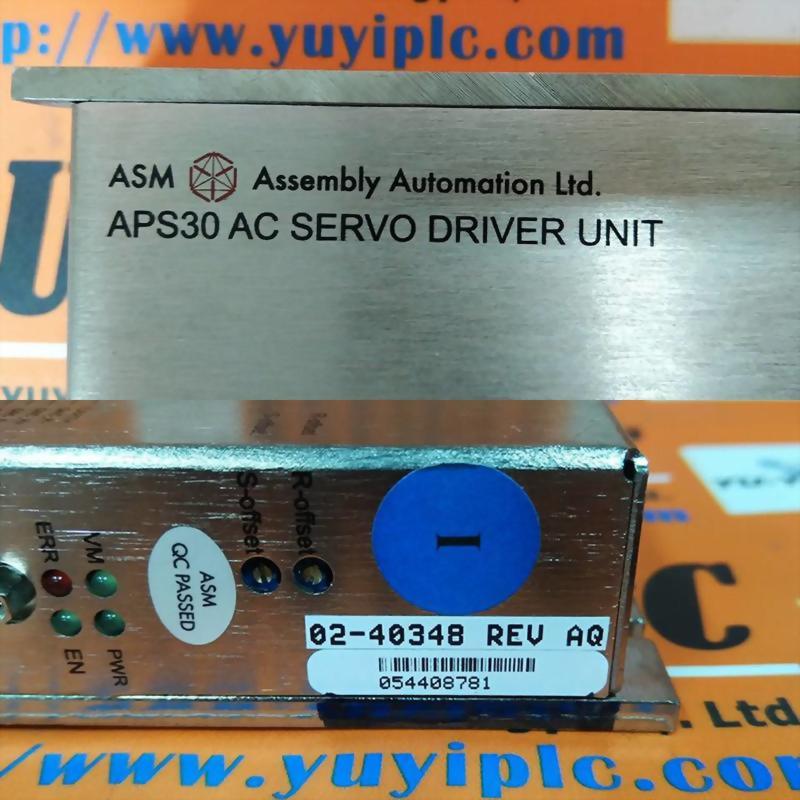 p://www.yuyiplc.com
ASM Assembly Automation Ltd.
APS30 AC SERVO DRIVER UNIT
U
R-offset
S-offset
VM
ERR
ASM
QC PASSED
I
EN
PWR
02-40348 REV AQ
054408781
C
Ltd.
//www.yuyiplc.com